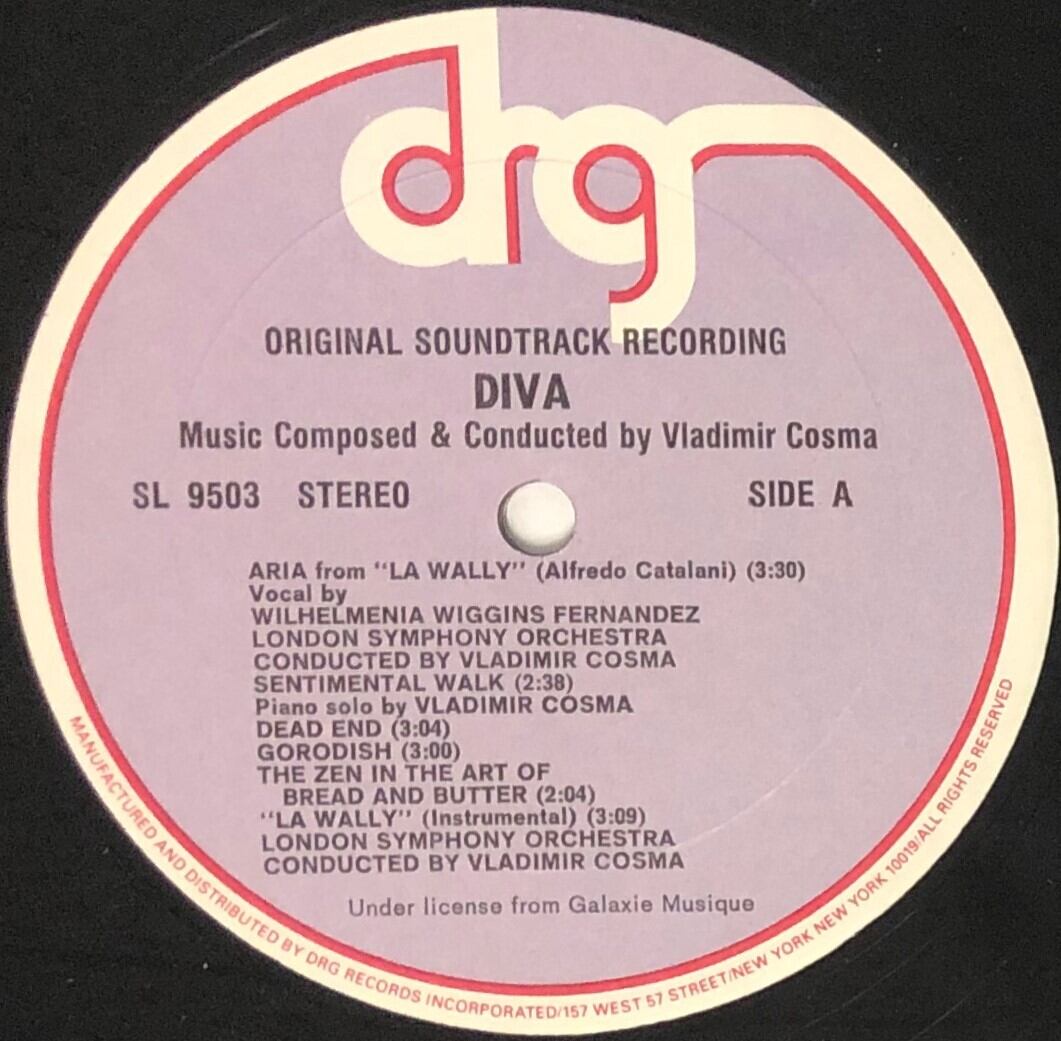 drg
ORIGINAL SOUNDTRACK RECORDING
DIVA
Music Composed & Conducted by Vladimir Cosma
SL 9503 STEREO SIDE A
ARIA from "LA WALLY" (Alfredo Catalani) (3:30)
Vocal by
WILHELMENIA WIGGINS FERNANDEZ
LONDON SYMPHONY ORCHESTRA
CONDUCTED BY VLADIMIR COSMA
SENTIMENTAL WALK (2:38)
Piano solo by VLADIMIR COSMA
DEAD END (3:04)
GORODISH (3:00)
THE ZEN IN THE ART OF
BREAD AND BUTTER (2:04)
"LA WALLY" (Instrumental) (3:09)
LONDON SYMPHONY ORCHESTRA
CONDUCTED BY VLADIMIR COSMA
Under license from Galaxie Musique
MANUFACTURED AND DISTRIBUTED BY DRG RECORDS INCORPORATED/157 WEST 57 STREET/NEW YORK NEW YORK 10019/ALL RIGHTS RESERVED